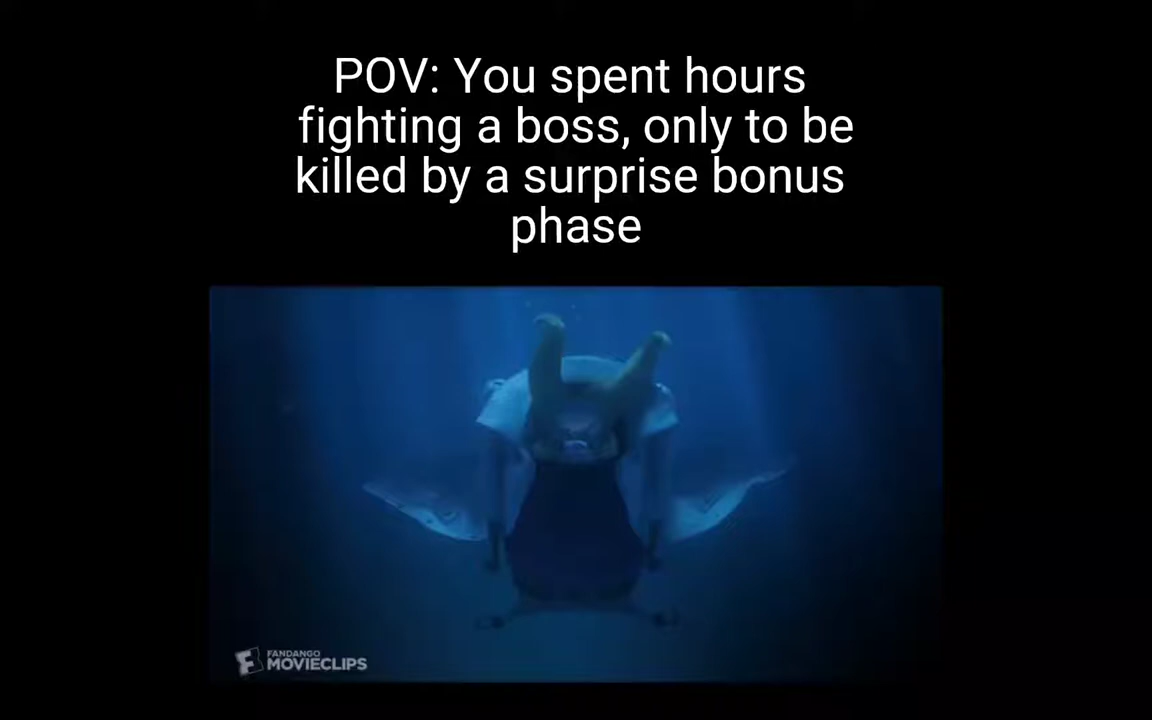 POV: You spent hours
fighting a boss, only to be
killed by a surprise bonus
phase
FANDANGO
MOVIECLIPS